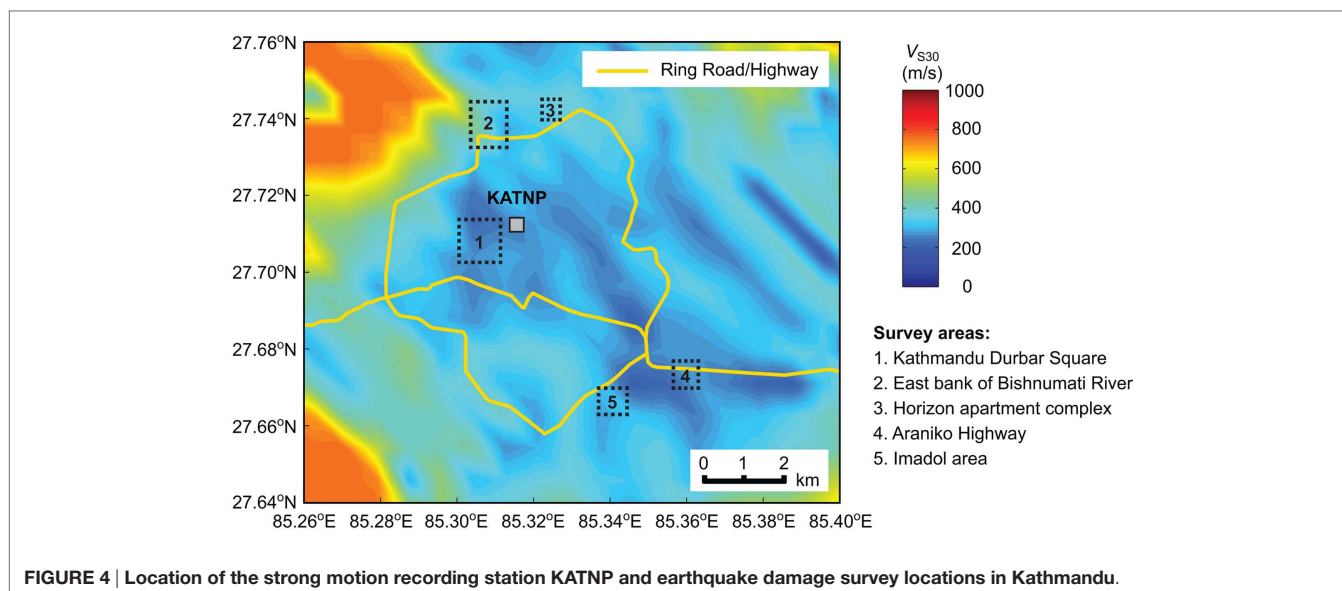 27.76°N
27.74°N
27.72°N
27.70°N
27.68°N
27.66°N
27.64°N
85.26°E 85.28°E 85.30°E 85.32°E 85.34°E 85.36°E 85.38°E 85.40°E
Ring Road/Highway
2
3
KATNP
1
4
5
0 1 2
km
VS30
(m/s)
1000
800
600
400
200
0
Survey areas:
1. Kathmandu Durbar Square
2. East bank of Bishnumati River
3. Horizon apartment complex
4. Araniko Highway
5. Imadol area
FIGURE 4 | Location of the strong motion recording station KATNP and earthquake damage survey locations in Kathmandu.